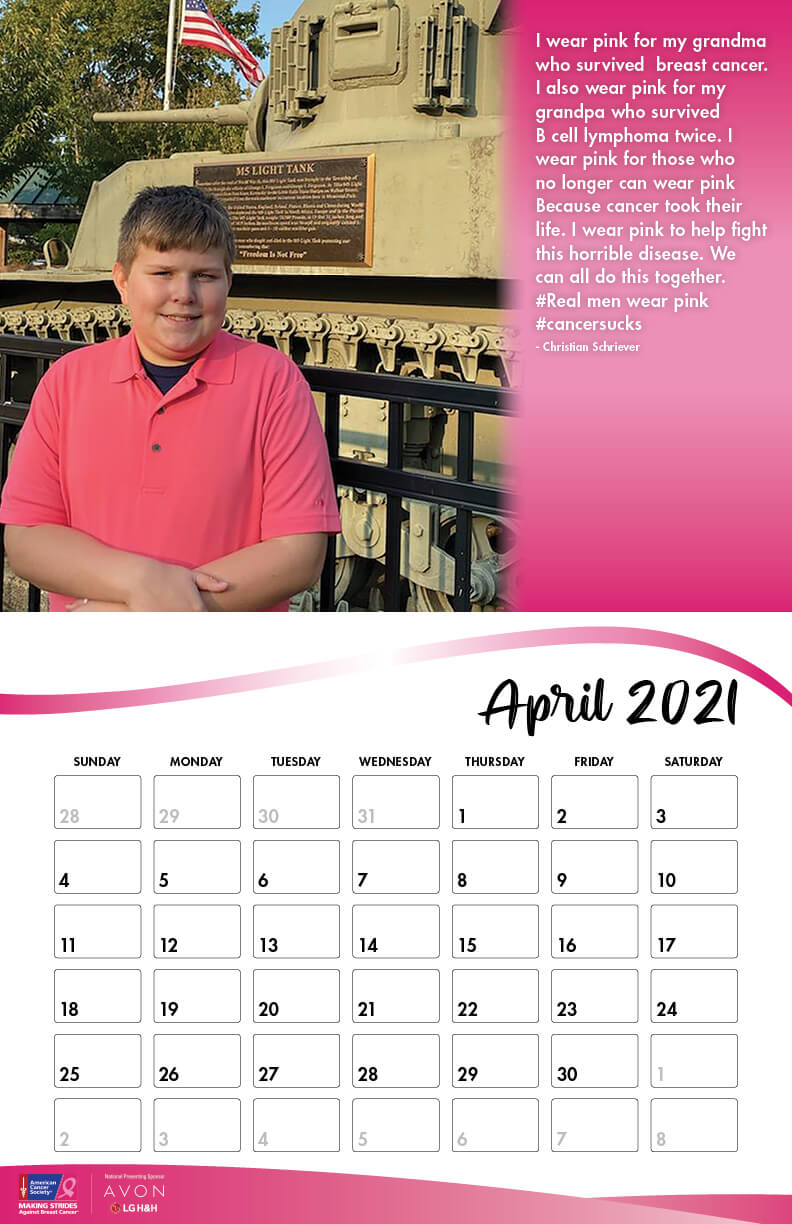 I wear pink for my grandma
who survived  breast cancer.
I also wear pink for my
grandpa who survived
B cell lymphoma twice. I
wear pink for those who
no longer can wear pink
Because cancer took their
life. I wear pink to help fight
this horrible disease. We
can all do this together.
#Real men wear pink
#cancersucks
- Christian Schriever
M5 LIGHT TANK
"Freedom Is Not Free"
April 2021
SUNDAY MONDAY TUESDAY WEDNESDAY THURSDAY FRIDAY SATURDAY
28 29 30 31 1 2 3
4 5 6 7 8 9 10
11 12 13 14 15 16 17
18 19 20 21 22 23 24
25 26 27 28 29 30 1
2 3 4 5 6 7 8
American
Cancer
Society
MAKING STRIDES
Against Breast Cancer
National Presenting Sponsor
AVON
LG H&H